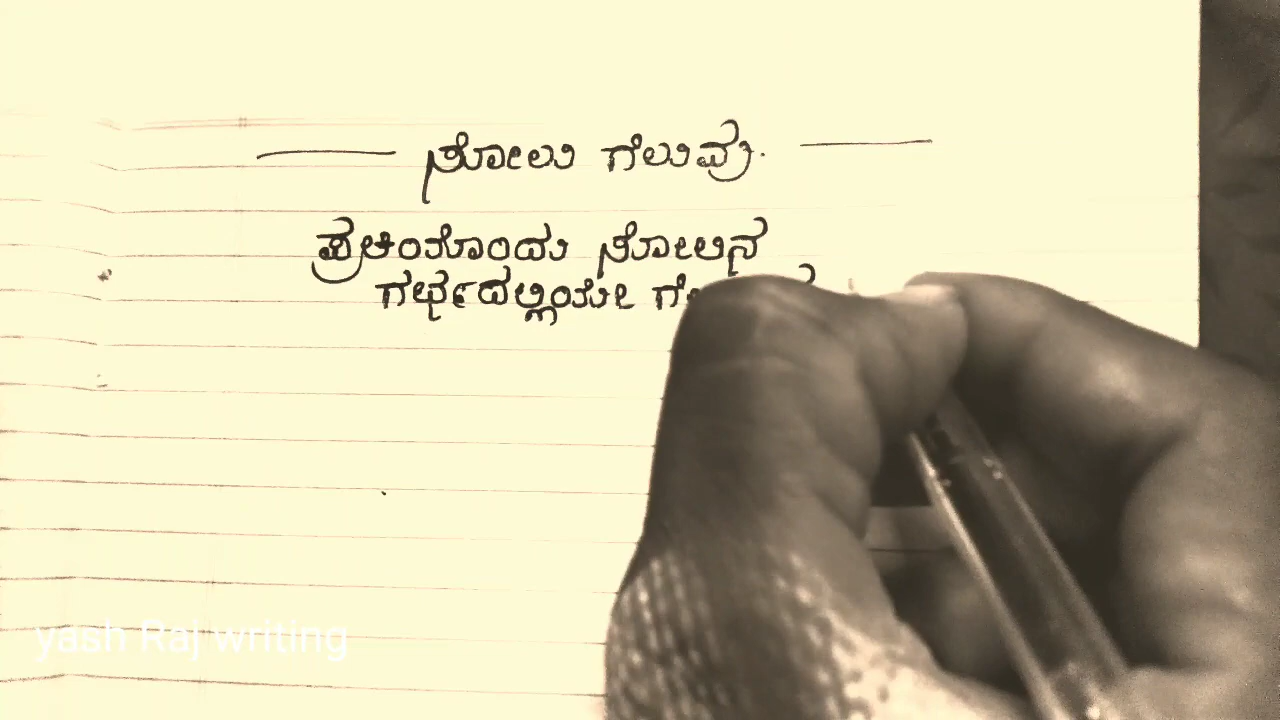 ಸೋಲು ಗೆಲುವು.
ಪ್ರತಿಯೊಂದು ಸೋಲಿನ
ಗರ್ಭದಲ್ಲಿಯೇ
yash Raj writing